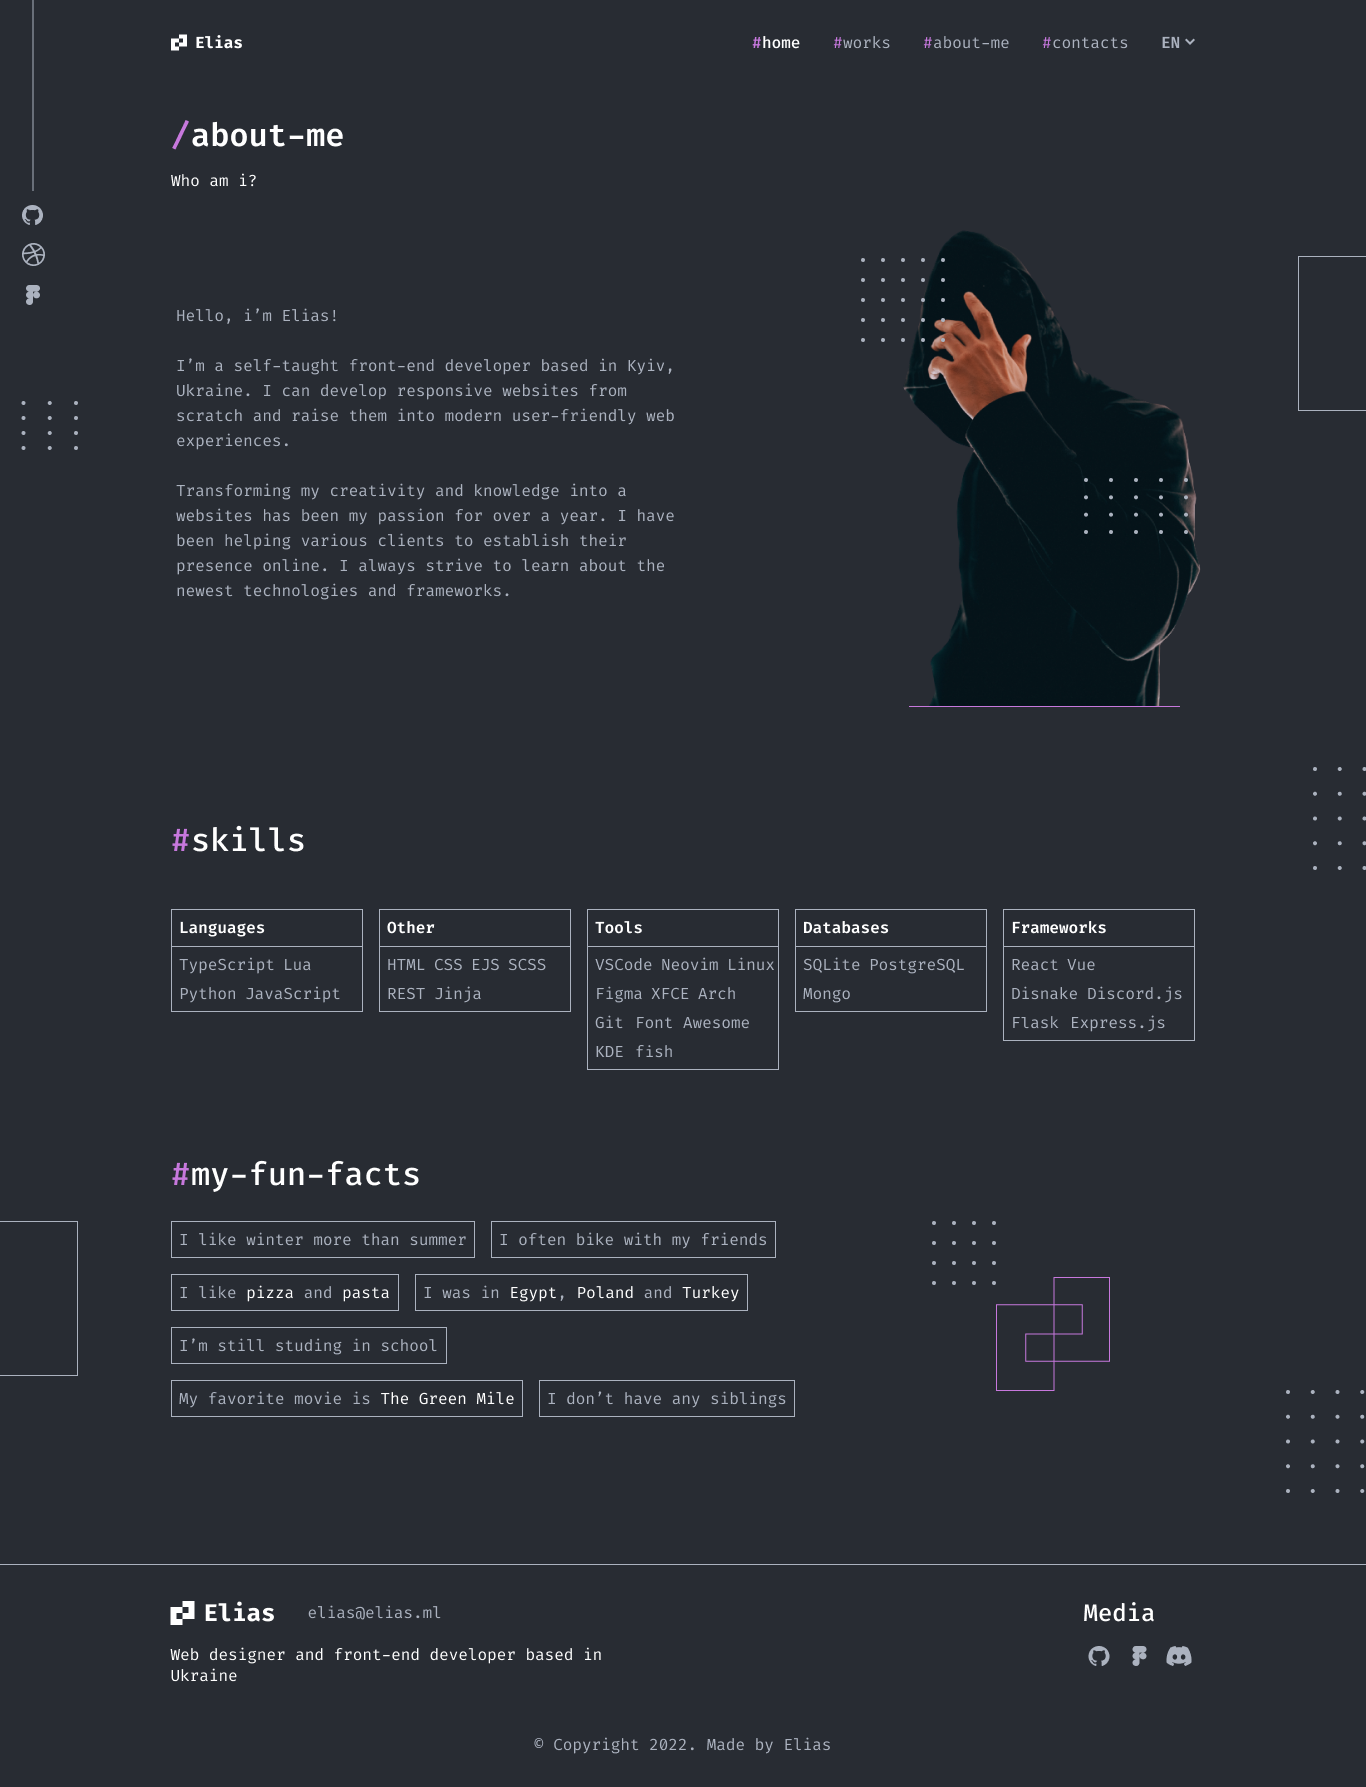 Elias
#home #works #about-me #contacts EN
/about-me
Who am i?
Hello, i’m Elias!
I’m a self-taught front-end developer based in Kyiv,
Ukraine. I can develop responsive websites from
scratch and raise them into modern user-friendly web
experiences.
Transforming my creativity and knowledge into a
websites has been my passion for over a year. I have
been helping various clients to establish their
presence online. I always strive to learn about the
newest technologies and frameworks.
#skills
Languages
TypeScript Lua
Python JavaScript
Other
HTML CSS EJS SCSS
REST Jinja
Tools
VSCode Neovim Linux
Figma XFCE Arch
Git Font Awesome
KDE fish
Databases
SQLite PostgreSQL
Mongo
Frameworks
React Vue
Disnake Discord.js
Flask Express.js
#my-fun-facts
I like winter more than summer
I often bike with my friends
I like pizza and pasta
I was in Egypt, Poland and Turkey
I’m still studing in school
My favorite movie is The Green Mile
I don’t have any siblings
Elias
elias@elias.ml
Web designer and front-end developer based in
Ukraine
Media
© Copyright 2022. Made by Elias